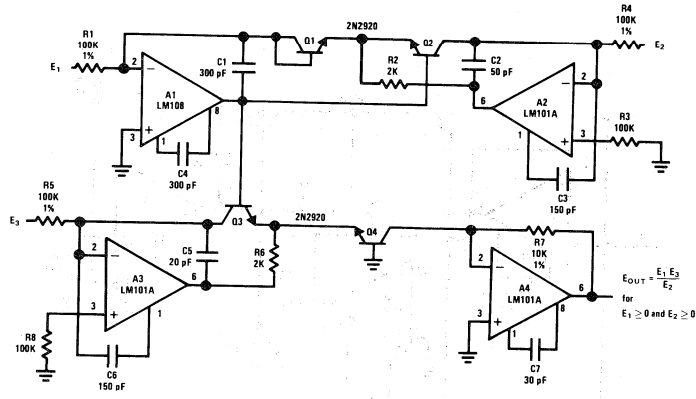 R1
100K
1%
E1
2
A1
LM108
3
1
8
C1
300 pF
C4
300 pF
Q1
2N2920
Q2
R2
2K
C2
50 pF
R4
100K
1%
E2
6
A2
LM101A
2
3
1
R3
100K
C3
150 pF
R5
100K
1%
E3
2
A3
LM101A
3
6
1
C5
20 pF
Q3
2N2920
R6
2K
Q4
R8
100K
C6
150 pF
R7
10K
1%
2
A4
LM101A
3
6
1
8
C7
30 pF
EOUT = E1 E3
E2
for
E1 ≥ 0 and E2 ≥ 0